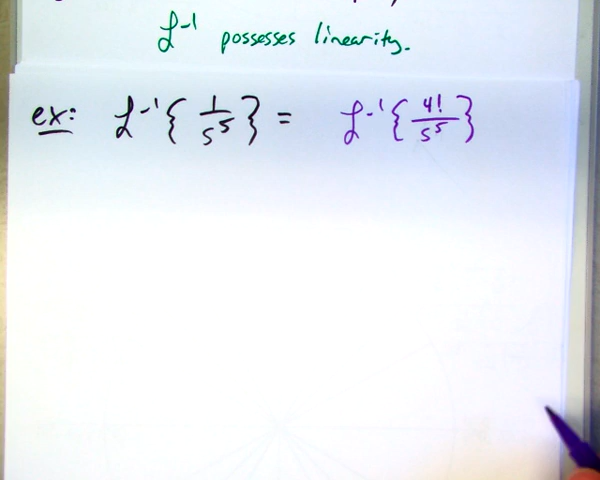 ℒ⁻¹ possesses linearity.
ex: ℒ⁻¹{1/s⁵} = ℒ⁻¹{4!/s⁵}